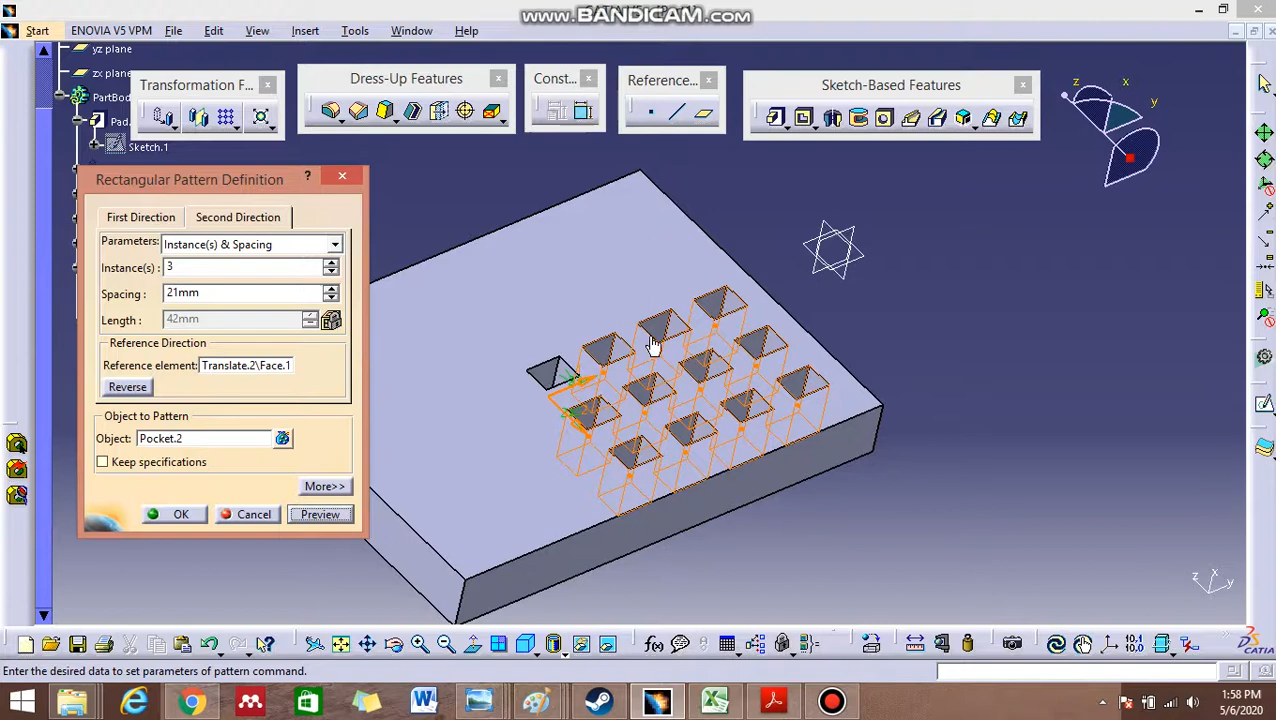 www.BANDICAM.com
Start
ENOVIA V5 VPM
File
Edit
View
Insert
Tools
Window
Help
yz plane
zx plane
PartBody
Pad.
Sketch.1
Transformation F...
Dress-Up Features
Const...
Reference...
Sketch-Based Features
z
x
y
Rectangular Pattern Definition
?
First Direction
Second Direction
Parameters:
Instance(s) & Spacing
Instance(s) :
3
Spacing :
21mm
Length :
42mm
Reference Direction
Reference element:
Translate.2\Face.1
Reverse
Object to Pattern
Object:
Pocket.2
Keep specifications
More>>
OK
Cancel
Preview
x
z
y
f(x)
10.1
CATIA
Enter the desired data to set parameters of pattern command.
1:58 PM
5/6/2020